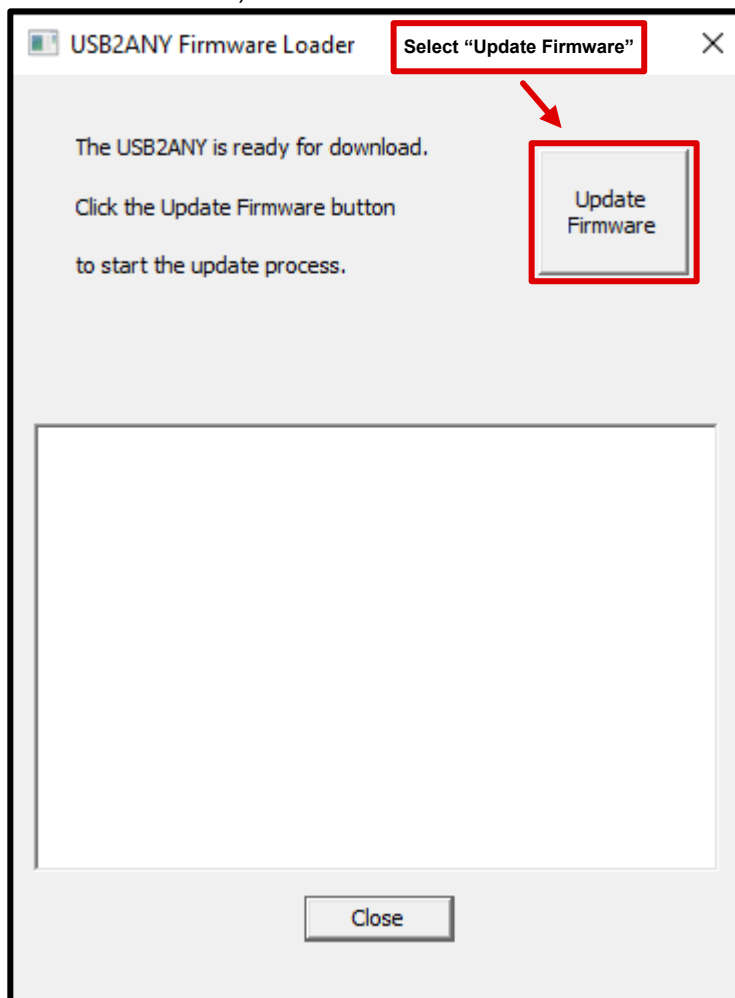 USB2ANY Firmware Loader
Select “Update Firmware”
The USB2ANY is ready for download.
Click the Update Firmware button
to start the update process.
Update
Firmware
Close